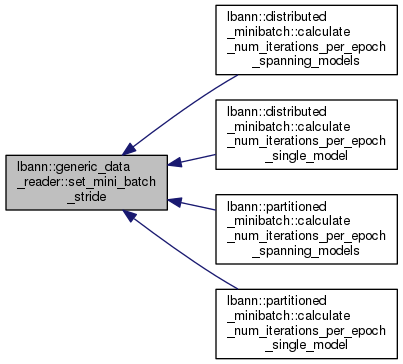 lbann::distributed
_minibatch::calculate
_num_iterations_per_epoch
_spanning_models
lbann::distributed
_minibatch::calculate
_num_iterations_per_epoch
_single_model
lbann::generic_data
_reader::set_mini_batch
_stride
lbann::partitioned
_minibatch::calculate
_num_iterations_per_epoch
_spanning_models
lbann::partitioned
_minibatch::calculate
_num_iterations_per_epoch
_single_model